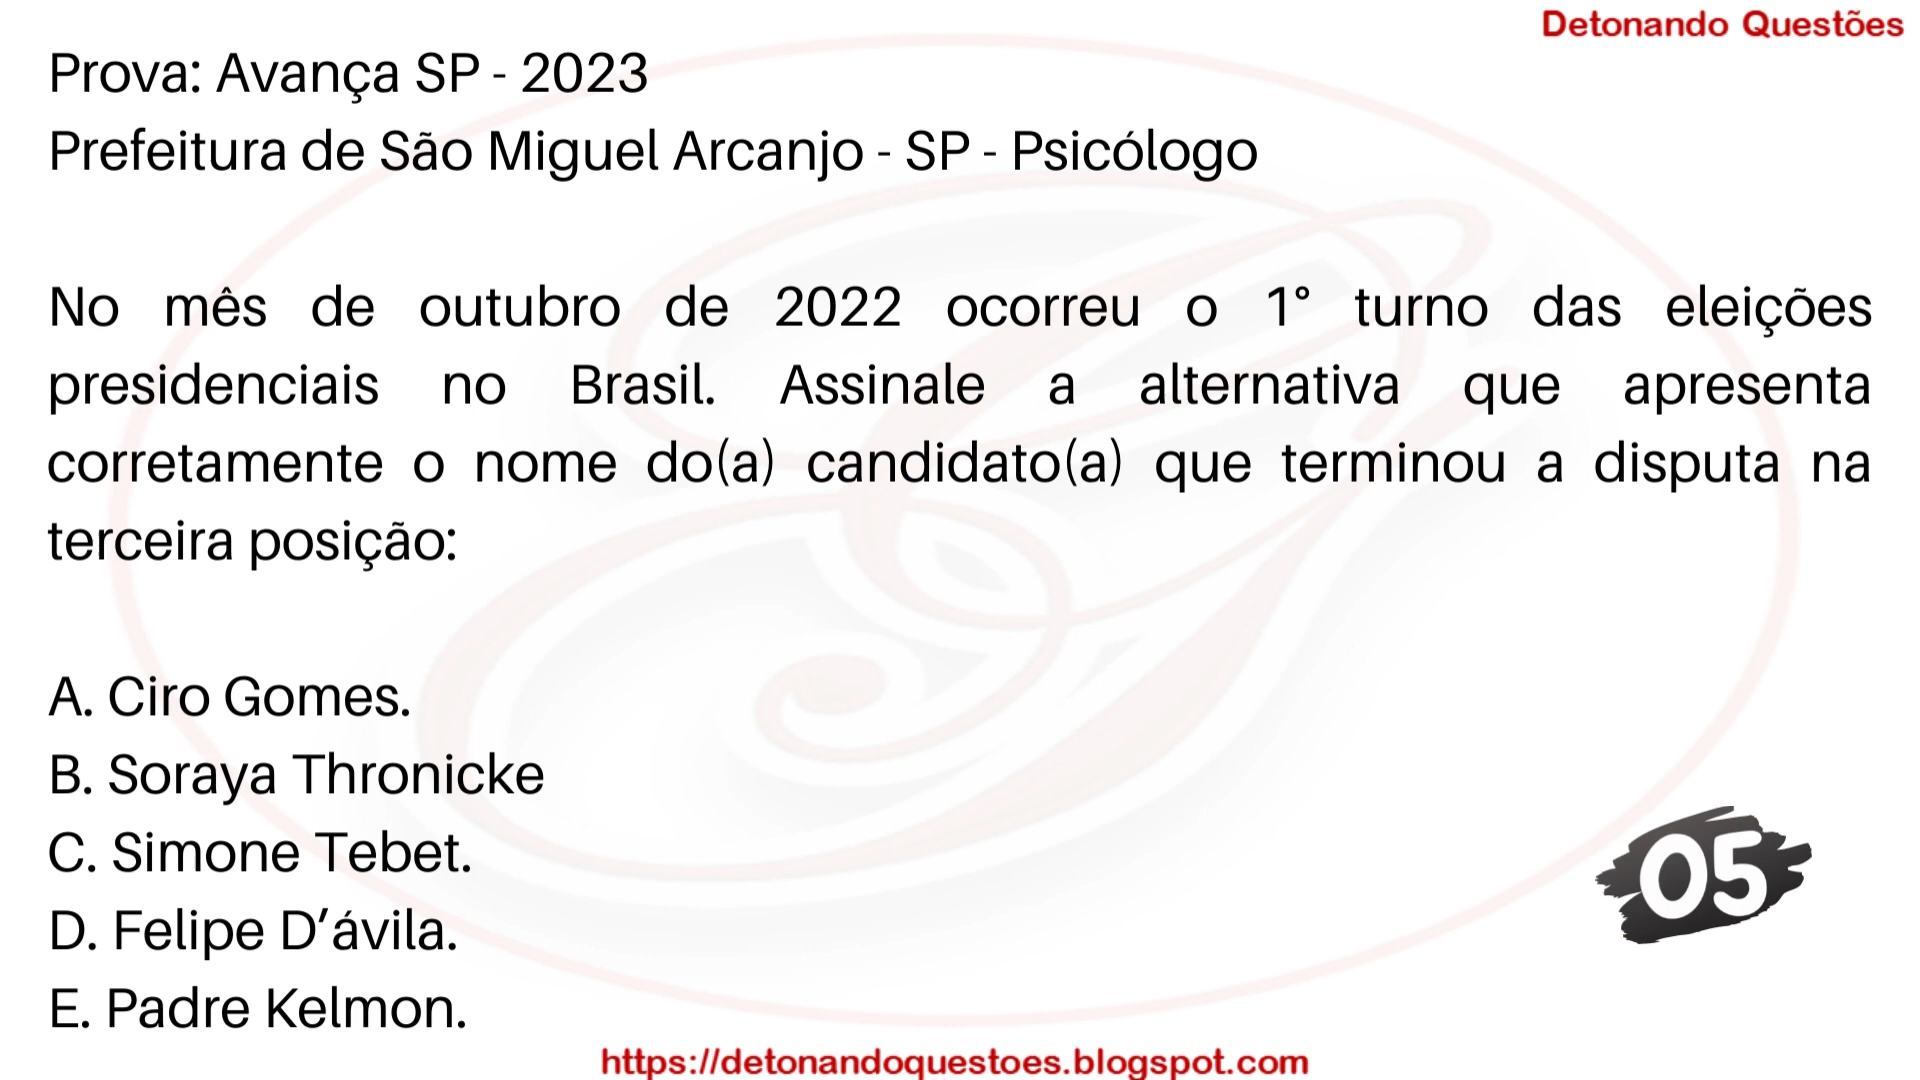 Detonando Questões
Prova: Avança SP - 2023
Prefeitura de São Miguel Arcanjo - SP - Psicólogo
No mês de outubro de 2022 ocorreu o 1° turno das eleições
presidenciais no Brasil. Assinale a alternativa que apresenta
corretamente o nome do(a) candidato(a) que terminou a disputa na
terceira posição:
A. Ciro Gomes.
B. Soraya Thronicke
C. Simone Tebet.
D. Felipe D’ávila.
E. Padre Kelmon.
05
https://detonandoquestoes.blogspot.com